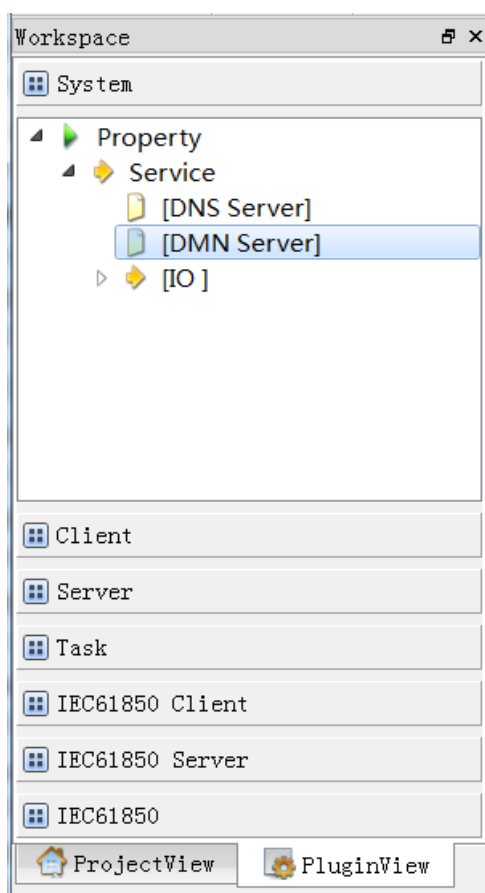 Workspace
System
Property
Service
[DNS Server]
[DMN Server]
[IO ]
Client
Server
Task
IEC61850 Client
IEC61850 Server
IEC61850
ProjectView PluginView